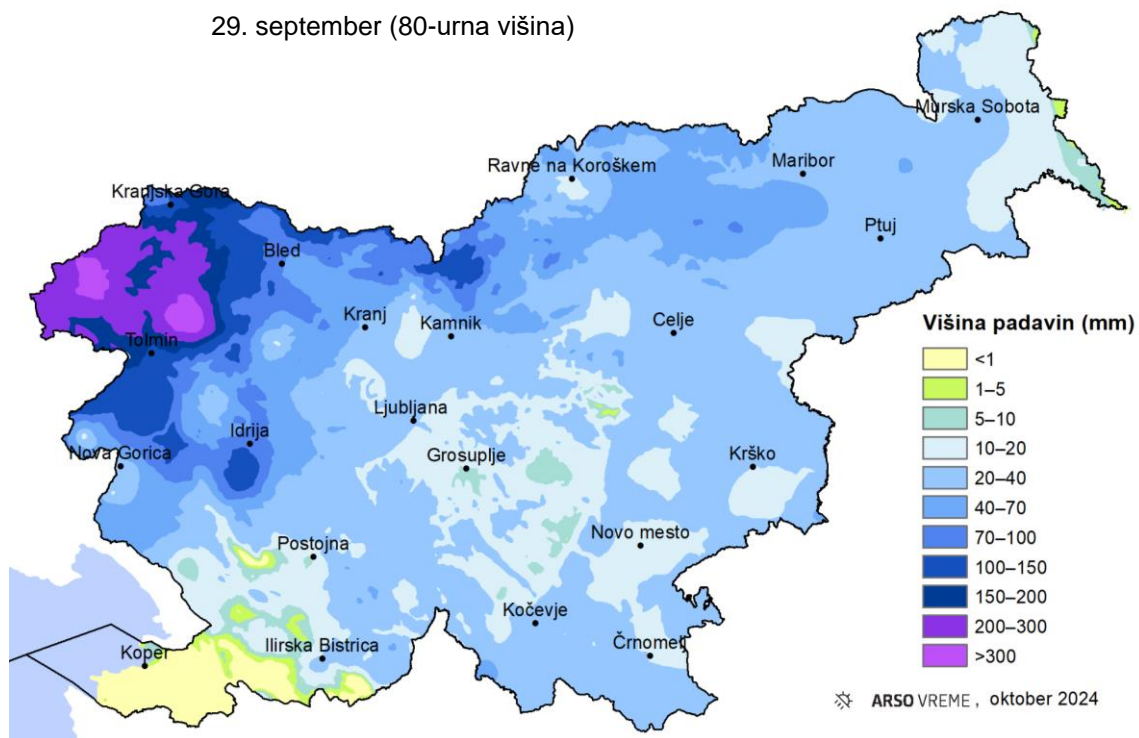 29. september (80-urna višina)
Murska Sobota
Ravne na Koroškem
Maribor
Kranjska Gora
Ptuj
Bled
Kranj
Kamnik
Celje
Tolmin
Ljubljana
Idrija
Nova Gorica
Grosuplje
Krško
Postojna
Novo mesto
Kočevje
Koper
Ilirska Bistrica
Črnomelj
Višina padavin (mm)
<1
1–5
5–10
10–20
20–40
40–70
70–100
100–150
150–200
200–300
>300
ARSO VREME, oktober 2024